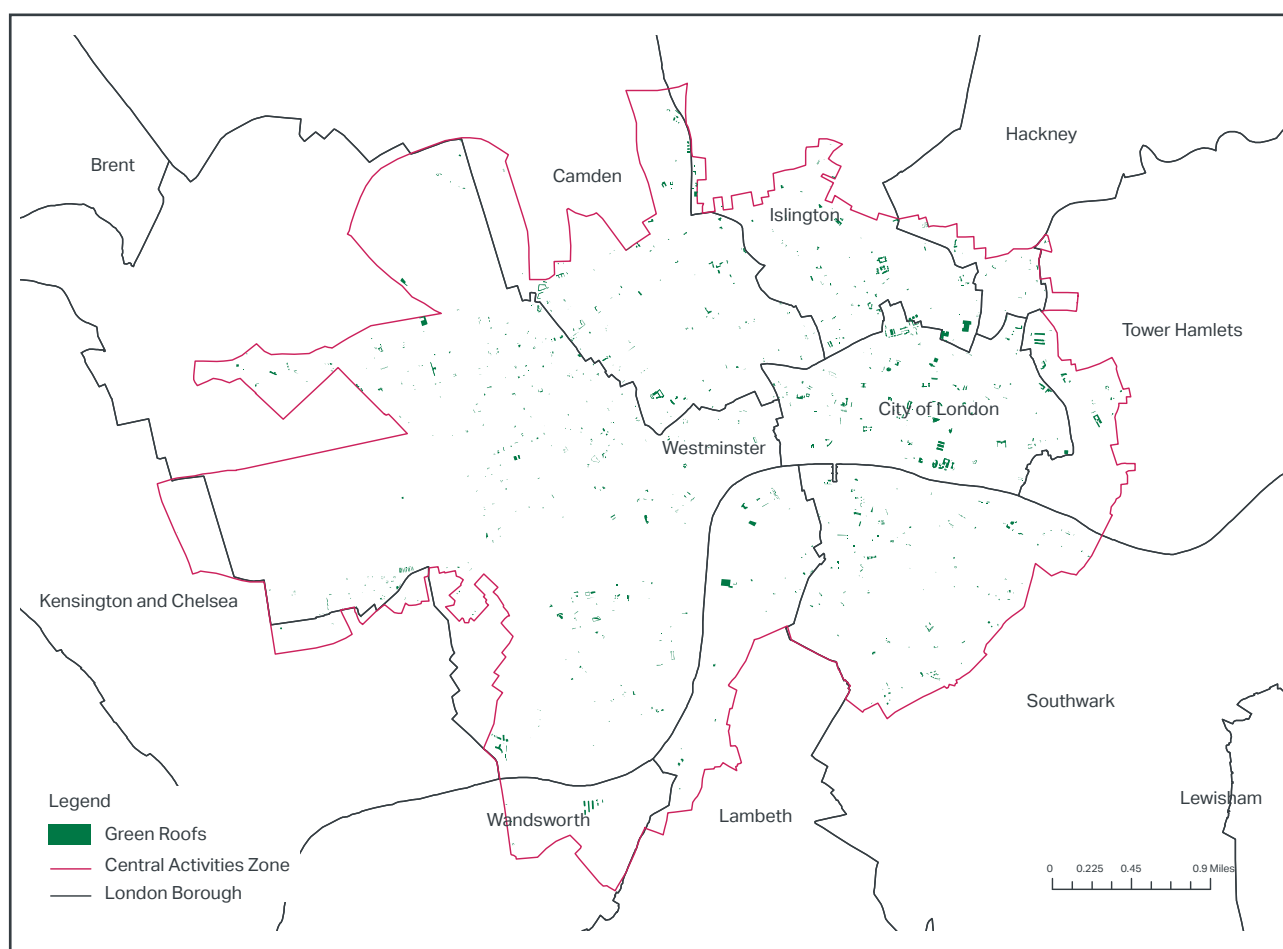 Hackney
Brent
Camden
Islington
Tower Hamlets
City of London
Westminster
Kensington and Chelsea
Southwark
Legend
Green Roofs
Central Activities Zone
London Borough
Wandsworth
Lambeth
Lewisham
0 0.225 0.45 0.9 Miles